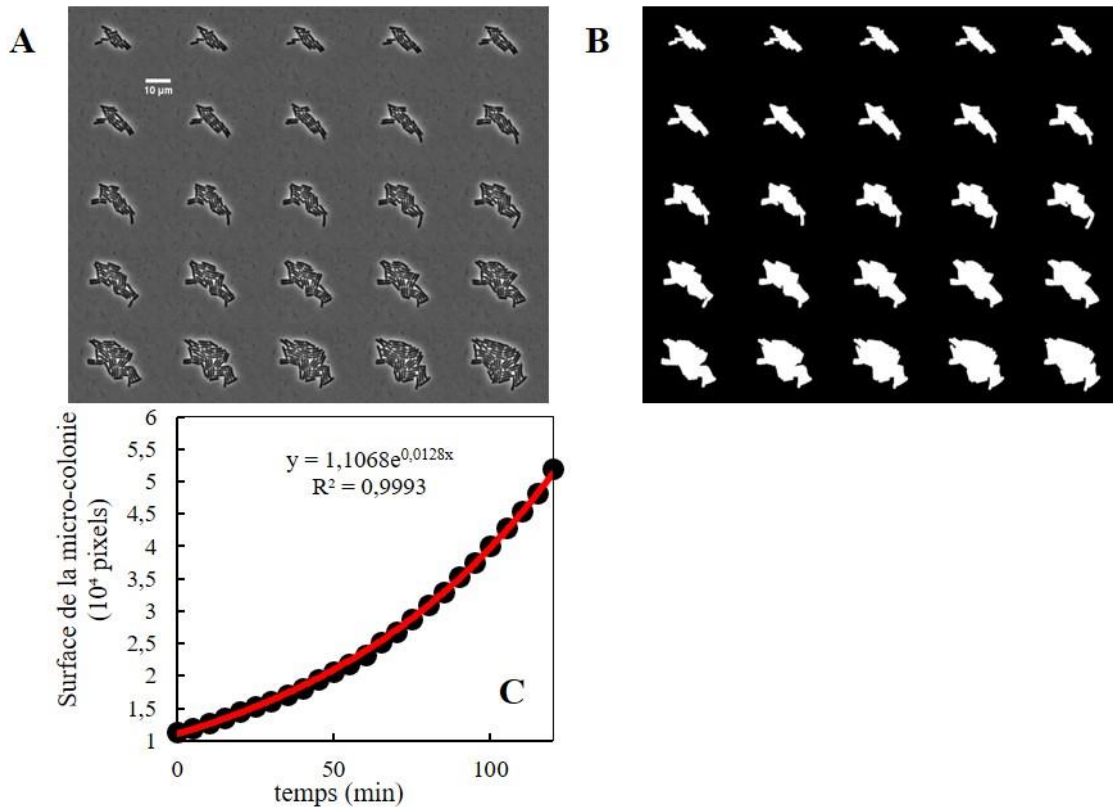 A
B
10 µm
6
5,5
5
4,5
4
3,5
3
2,5
2
1,5
1
Surface de la micro-colonie
(10⁴ pixels)
y = 1,1068e^0,0128x
R² = 0,9993
C
0
50
100
temps (min)